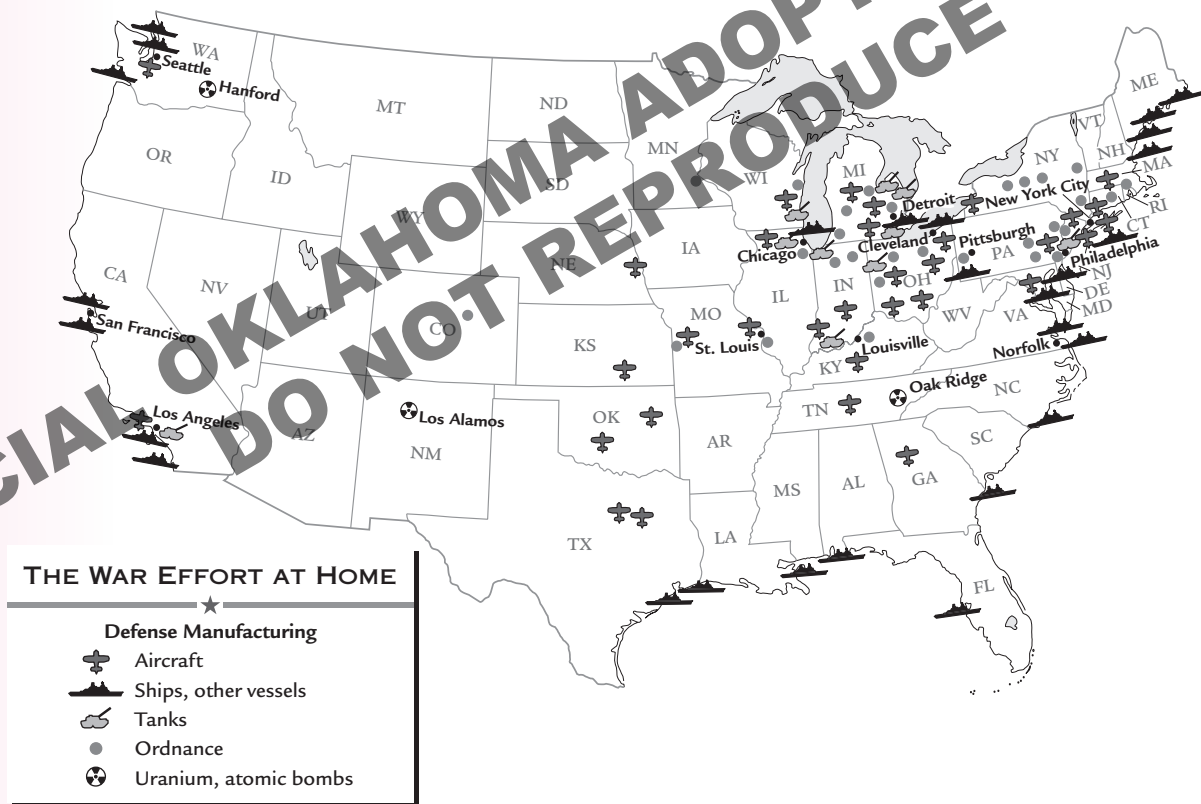 CIAL OKLAHOMA ADOP
DO NOT REPRODUCE
WA
Seattle
Hanford
MT
ND
MN
ME
VT
NH
NY
MA
RI
CT
OR
ID
SD
WI
MI
Detroit
New York City
WY
IA
Chicago
Cleveland
Pittsburgh
PA
Philadelphia
NJ
DE
MD
CA
NV
UT
NE
IL
IN
OH
WV
VA
San Francisco
CO
KS
MO
St. Louis
Louisville
KY
Norfolk
Oak Ridge
NC
TN
Los Angeles
AZ
Los Alamos
NM
OK
AR
SC
MS
AL
GA
TX
LA
FL
THE WAR EFFORT AT HOME
Defense Manufacturing
Aircraft
Ships, other vessels
Tanks
Ordnance
Uranium, atomic bombs